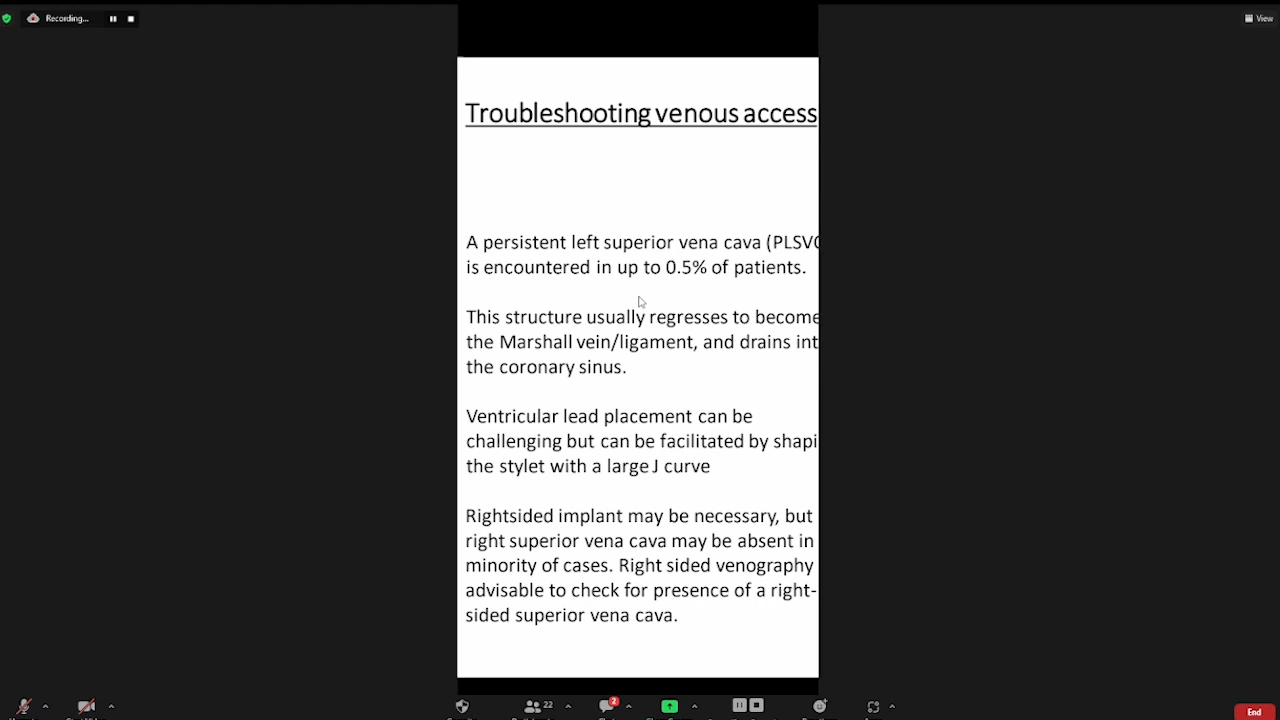 Recording...
View
Troubleshooting venous access
A persistent left superior vena cava (PLSVC
is encountered in up to 0.5% of patients.
This structure usually regresses to become
the Marshall vein/ligament, and drains int
the coronary sinus.
Ventricular lead placement can be
challenging but can be facilitated by shapi
the stylet with a large J curve
Rightsided implant may be necessary, but
right superior vena cava may be absent in
minority of cases. Right sided venography
advisable to check for presence of a right-
sided superior vena cava.
22
2
End